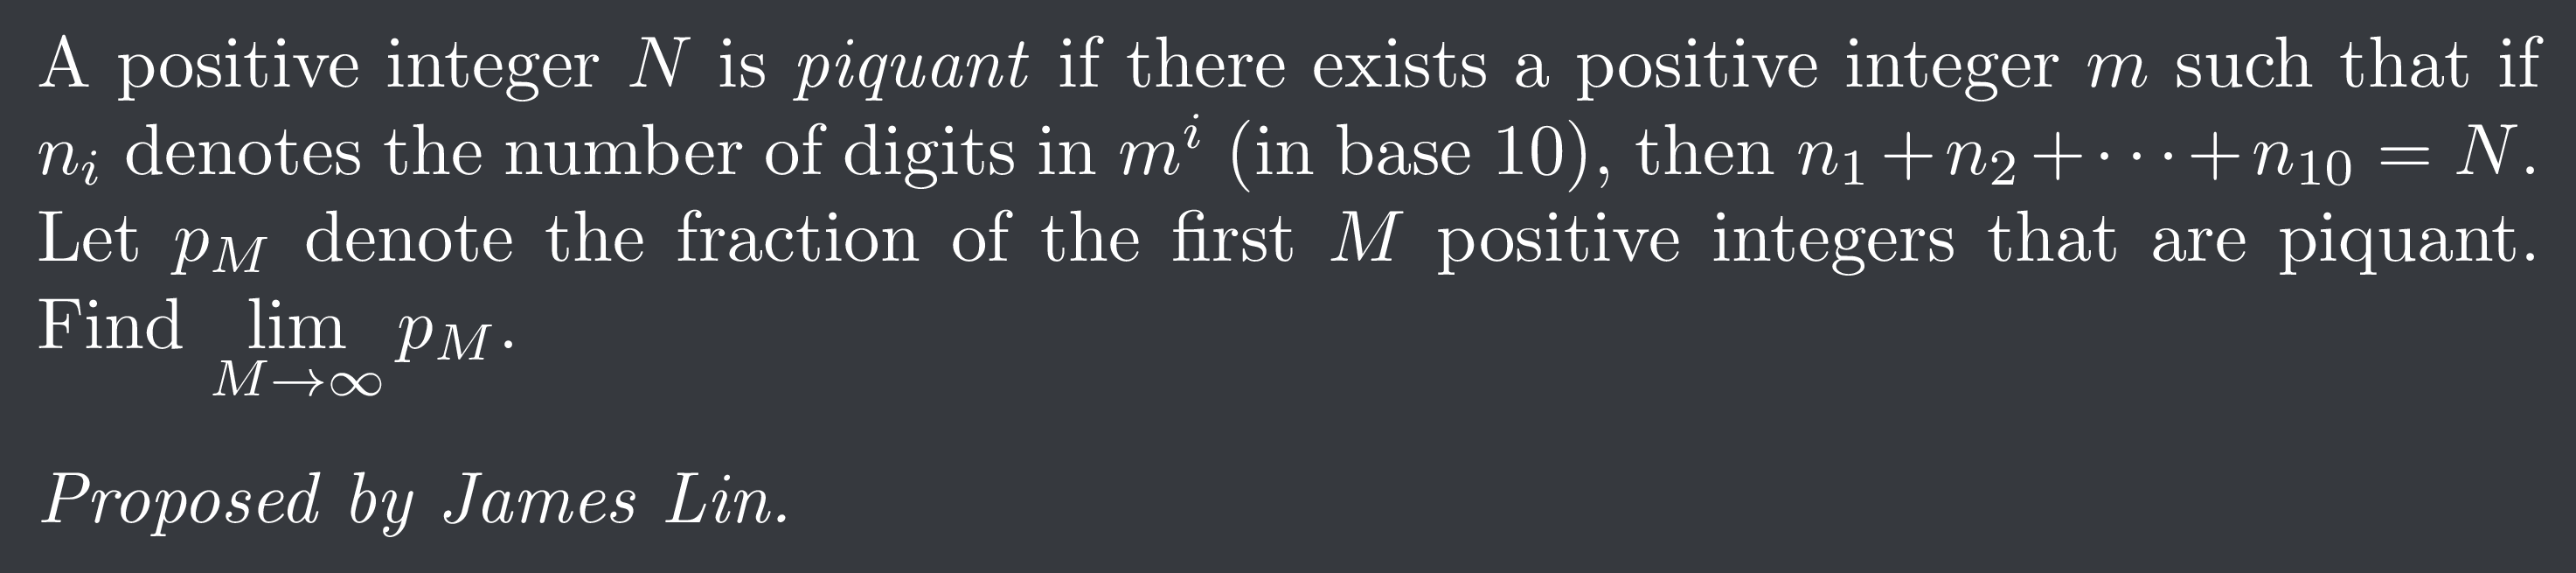 A positive integer N is piquant if there exists a positive integer m such that if
n_i denotes the number of digits in m^i (in base 10), then n_1 + n_2 + ··· + n_10 = N.
Let p_M denote the fraction of the first M positive integers that are piquant.
Find lim_{M→∞} p_M.
Proposed by James Lin.